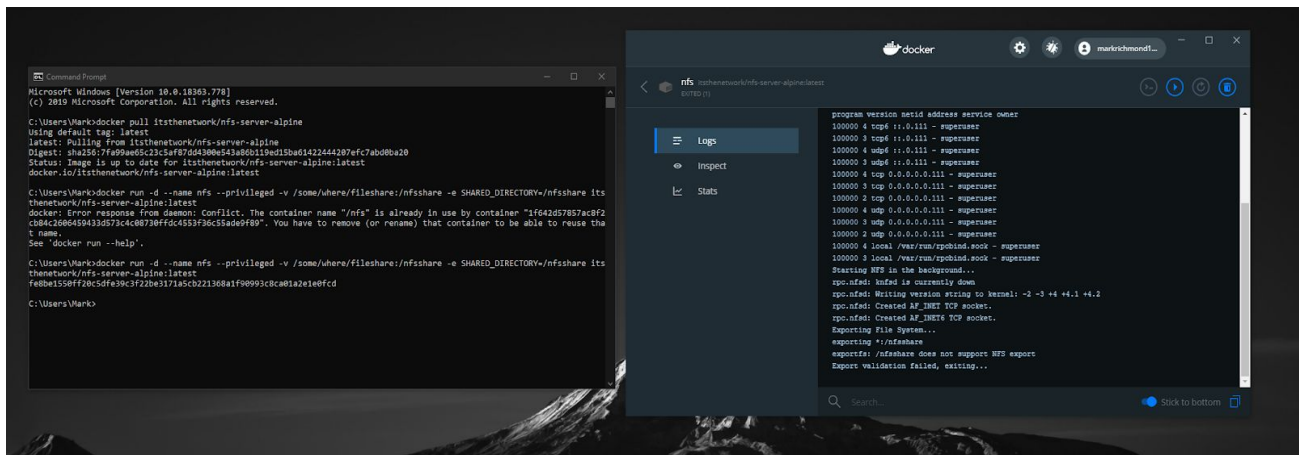 Command Prompt
Microsoft Windows [Version 10.0.18363.778]
(c) 2019 Microsoft Corporation. All rights reserved.
C:\Users\Mark>docker pull itsthenetwork/nfs-server-alpine
Using default tag: latest
latest: Pulling from itsthenetwork/nfs-server-alpine
Digest: sha256:7fa99ae65c23c5af87dd4300e543a86b119ed15ba61422444207efc7abd0ba20
Status: Image is up to date for itsthenetwork/nfs-server-alpine:latest
docker.io/itsthenetwork/nfs-server-alpine:latest
C:\Users\Mark>docker run -d --name nfs --privileged -v /some/where/fileshare:/nfsshare -e SHARED_DIRECTORY=/nfsshare its
thenetwork/nfs-server-alpine:latest
docker: Error response from daemon: Conflict. The container name "/nfs" is already in use by container "1f642d57857ac8f2
cb84c2606459433d573c4c08730ffdc4553f36c55ade9f89". You have to remove (or rename) that container to be able to reuse tha
t name.
See 'docker run --help'.
C:\Users\Mark>docker run -d --name nfs --privileged -v /some/where/fileshare:/nfsshare -e SHARED_DIRECTORY=/nfsshare its
thenetwork/nfs-server-alpine:latest
fe8be1550ff20c5dfe39c3f22be3171a5cb221368a1f90993c8ca01a2e1e0fcd
C:\Users\Mark>
docker
markrichmond1...
nfs itsthenetwork/nfs-server-alpine:latest
EXITED (1)
Logs
Inspect
Stats
program version netid address service owner
100000 4 tcp6 ::.0.111 - superuser
100000 3 tcp6 ::.0.111 - superuser
100000 4 udp6 ::.0.111 - superuser
100000 3 udp6 ::.0.111 - superuser
100000 4 tcp 0.0.0.0.0.111 - superuser
100000 3 tcp 0.0.0.0.0.111 - superuser
100000 2 tcp 0.0.0.0.0.111 - superuser
100000 4 udp 0.0.0.0.0.111 - superuser
100000 3 udp 0.0.0.0.0.111 - superuser
100000 2 udp 0.0.0.0.0.111 - superuser
100000 4 local /var/run/rpcbind.sock - superuser
100000 3 local /var/run/rpcbind.sock - superuser
Starting NFS in the background...
rpc.nfsd: knfsd is currently down
rpc.nfsd: Writing version string to kernel: -2 -3 +4 +4.1 +4.2
rpc.nfsd: Created AF_INET TCP socket.
rpc.nfsd: Created AF_INET6 TCP socket.
Exporting File System...
exporting *:/nfsshare
exportfs: /nfsshare does not support NFS export
Export validation failed, exiting...
Search...
Stick to bottom